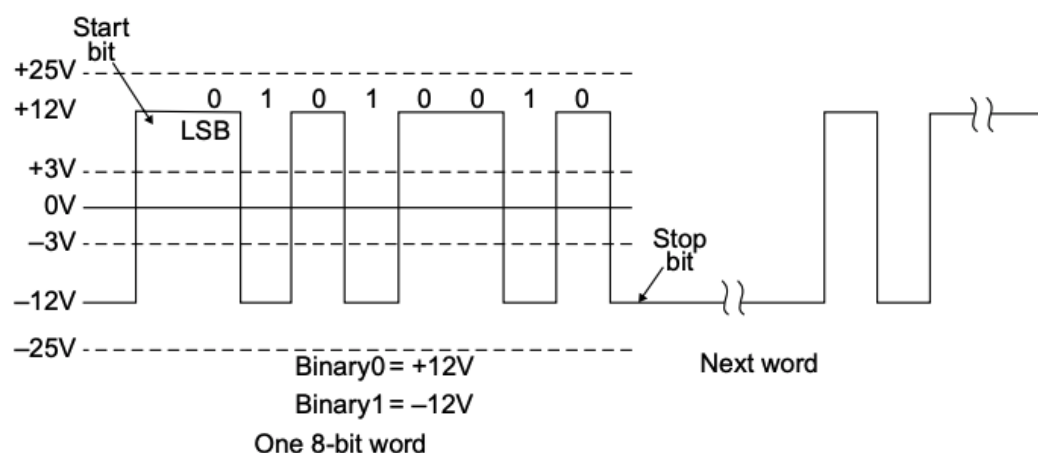 Start
bit
+25V
+12V
0 1 0 1 0 0 1 0
LSB
+3V
0V
–3V
Stop
bit
–12V
–25V
Binary0 = +12V
Binary1 = –12V
One 8-bit word
Next word